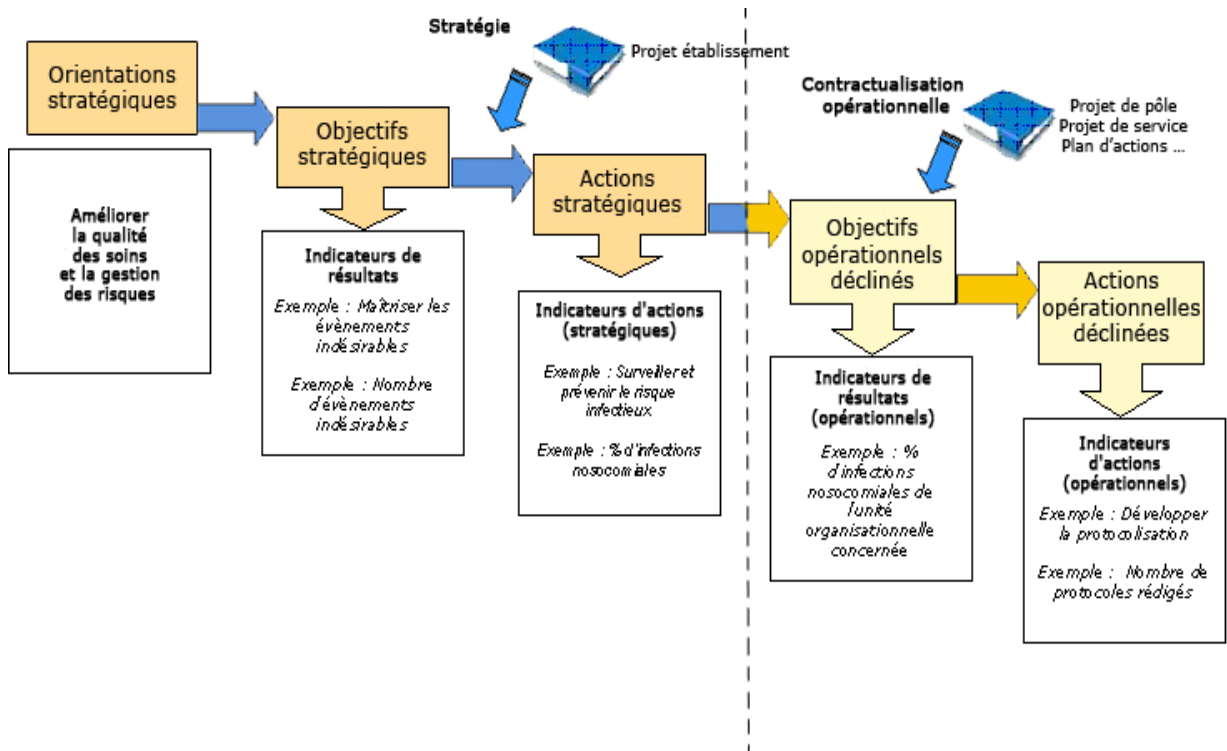 Orientations
stratégiques
Améliorer
la qualité
des soins
et la gestion
des risques
Stratégie
Projet établissement
Objectifs
stratégiques
Indicateurs de
résultats
Exemple : Maîtriser les
évènements
indésirables
Exemple : Nombre
d'évènements
indésirables
Actions
stratégiques
Indicateurs d'actions
(stratégiques)
Exemple : Surveiller et
prévenir le risque
infectieux
Exemple : % d'infections
nosocomiales
Contractualisation
opérationnelle
Projet de pôle
Projet de service
Plan d'actions ...
Objectifs
opérationnels
déclinés
Indicateurs de
résultats
(opérationnels)
Exemple : %
d'infections
nosocomiales de
l'unité
organisationnelle
concernée
Actions
opérationnelles
déclinées
Indicateurs
d'actions
(opérationnels)
Exemple : Développer
la protocolisation
Exemple : Nombre de
protocoles rédigés